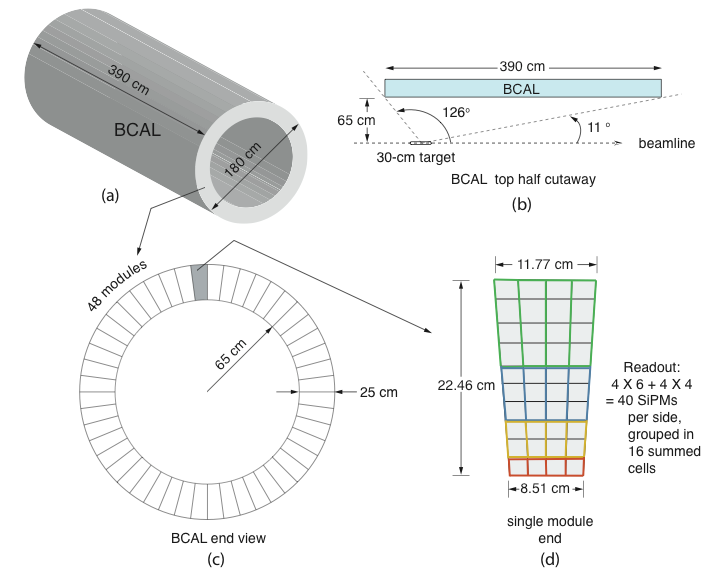 390 cm
BCAL
180 cm
(a)
390 cm
BCAL
65 cm
126°
11 °
beamline
30-cm target
BCAL top half cutaway
(b)
48 modules
65 cm
25 cm
BCAL end view
(c)
11.77 cm
22.46 cm
8.51 cm
single module
end
(d)
Readout:
4 X 6 + 4 X 4
= 40 SiPMs
per side,
grouped in
16 summed
cells